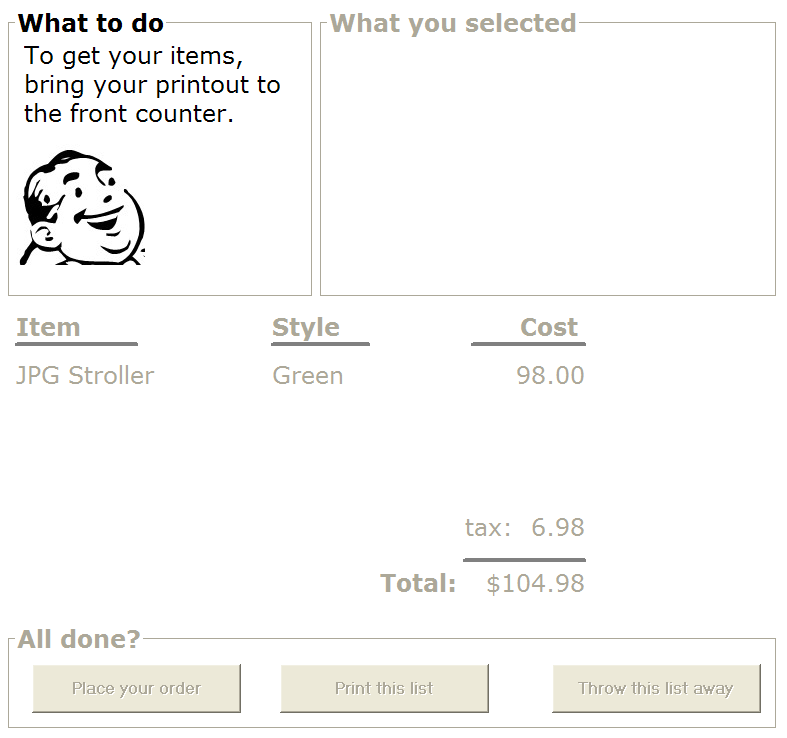 What to do
To get your items,
bring your printout to
the front counter.
What you selected
Item Style Cost
JPG Stroller Green 98.00
tax: 6.98
Total: $104.98
All done?
Place your order Print this list Throw this list away